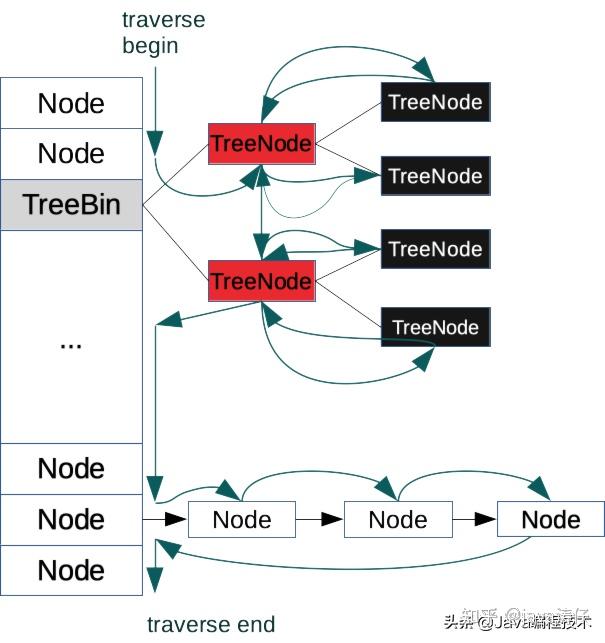 traverse
begin
Node
TreeNode
Node
TreeNode
TreeNode
TreeBin
TreeNode
TreeNode
TreeNode
...
Node
Node
Node
Node
Node
Node
traverse end
头条 @Java编程技术